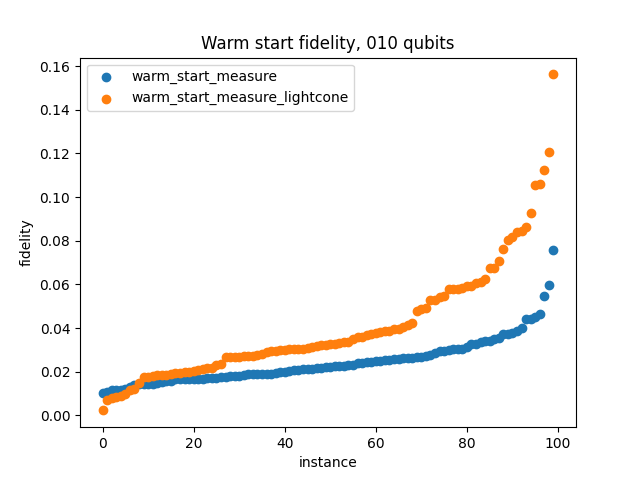 Warm start fidelity, 010 qubits
warm_start_measure
warm_start_measure_lightcone
fidelity
0.16
0.14
0.12
0.10
0.08
0.06
0.04
0.02
0.00
0 20 40 60 80 100
instance